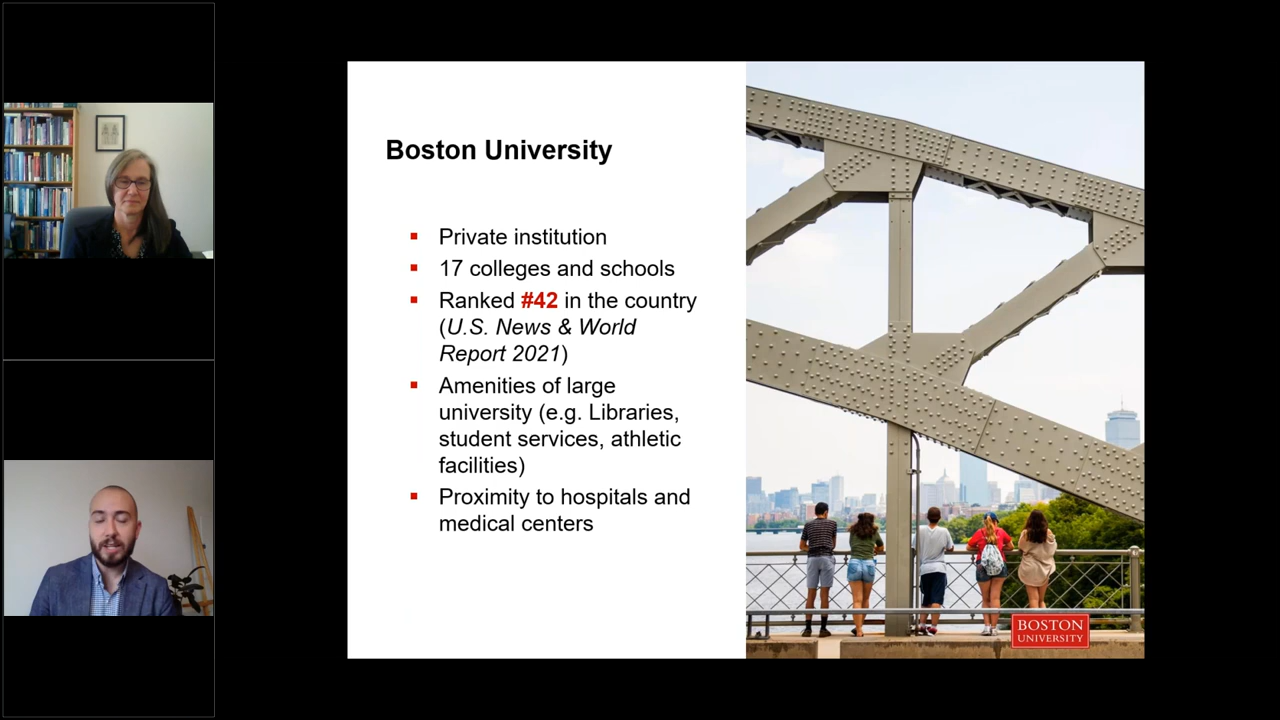 Boston University
Private institution
17 colleges and schools
Ranked #42 in the country
(U.S. News & World
Report 2021)
Amenities of large
university (e.g. Libraries,
student services, athletic
facilities)
Proximity to hospitals and
medical centers
BOSTON
UNIVERSITY